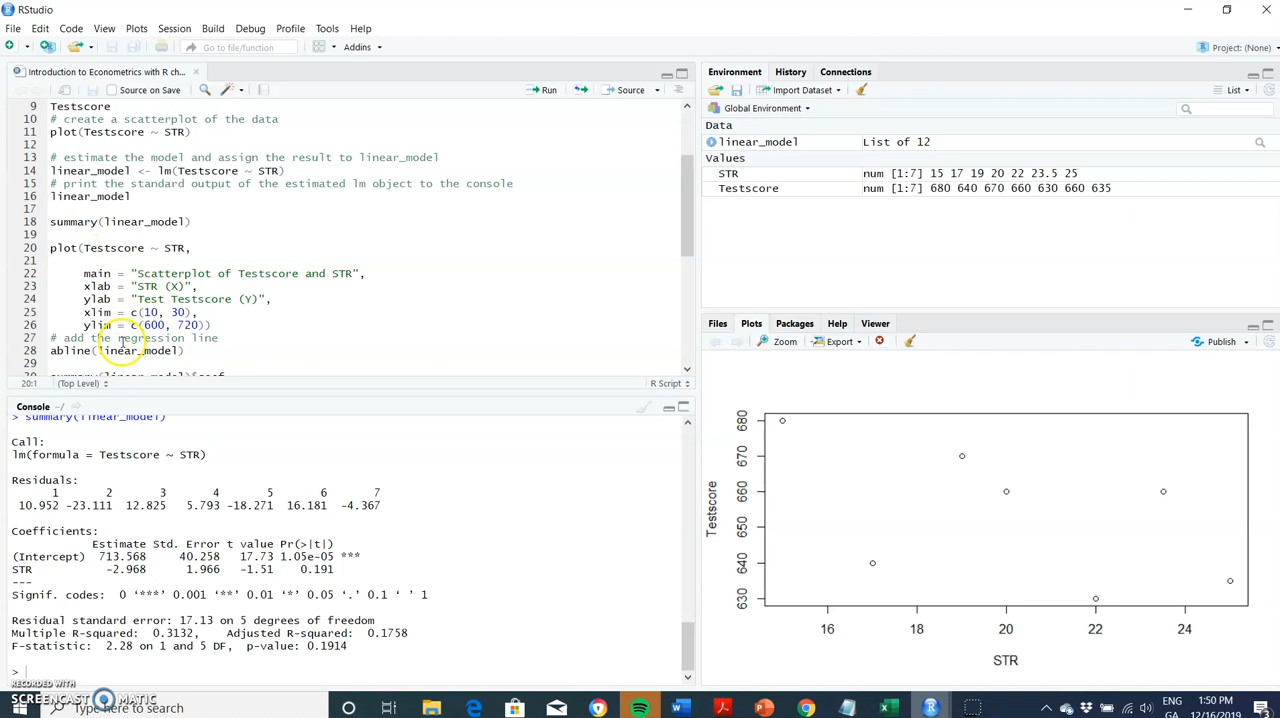 RStudio
File Edit Code View Plots Session Build Debug Profile Tools Help
Go to file/function Addins Project: (None)
Introduction to Econometrics with R ch...
Source on Save Run Source
9 Testscore
10 # create a scatterplot of the data
11 plot(Testscore ~ STR)
12
13 # estimate the model and assign the result to linear_model
14 linear_model <- lm(Testscore ~ STR)
15 # print the standard output of the estimated lm object to the console
16 linear_model
17
18 summary(linear_model)
19
20 plot(Testscore ~ STR,
21
22 main = "Scatterplot of Testscore and STR",
23 xlab = "STR (X)",
24 ylab = "Test Testscore (Y)",
25 xlim = c(10, 30),
26 ylim = c(600, 720))
27 # add the regression line
28 abline(linear_model)
29
20:1 (Top Level) R Script
Console ~/
> summary(linear_model)
Call:
lm(formula = Testscore ~ STR)
Residuals:
1 2 3 4 5 6 7
10.952 -23.111 12.825 5.793 -18.271 16.181 -4.367
Coefficients:
Estimate Std. Error t value Pr(>|t|)
(Intercept) 713.568 40.258 17.73 1.05e-05 ***
STR -2.968 1.966 -1.51 0.191
---
Signif. codes: 0 ‘***’ 0.001 ‘**’ 0.01 ‘*’ 0.05 ‘.’ 0.1 ‘ ’ 1
Residual standard error: 17.13 on 5 degrees of freedom
Multiple R-squared: 0.3132, Adjusted R-squared: 0.1758
F-statistic: 2.28 on 1 and 5 DF, p-value: 0.1914
>
Environment History Connections
Import Dataset List
Global Environment
Data
linear_model List of 12
Values
STR num [1:7] 15 17 19 20 22 23.5 25
Testscore num [1:7] 680 640 670 660 630 660 635
Files Plots Packages Help Viewer
Zoom Export Publish
680
670
660
650
640
630
Testscore
16 18 20 22 24
STR
RECORDED WITH
SCREENCAST MATIC
Type here to search
ENG 1:50 PM
GA 12/16/2019